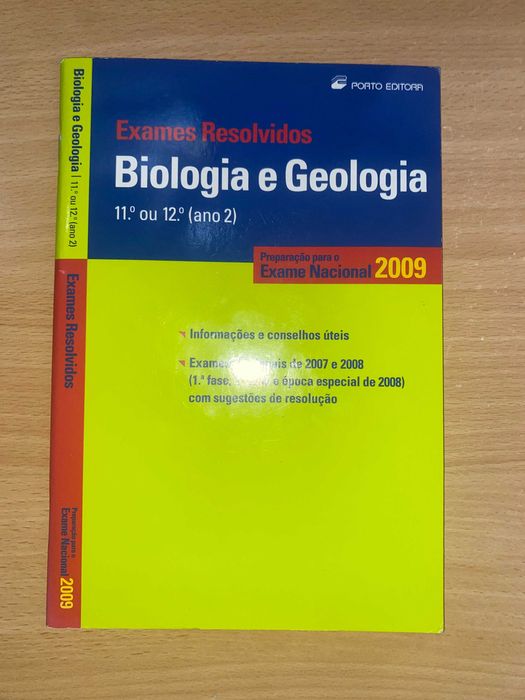 PORTO EDITORA
Exames Resolvidos
Biologia e Geologia
11.º ou 12.º (ano 2)
Preparação para o
Exame Nacional 2009
Informações e conselhos úteis
Exames de 2007 e 2008
(1.ª fase, e época especial de 2008)
com sugestões de resolução
Biologia e Geologia | 11.º ou 12.º (ano 2)
Exames Resolvidos
Preparação para o
Exame Nacional 2009